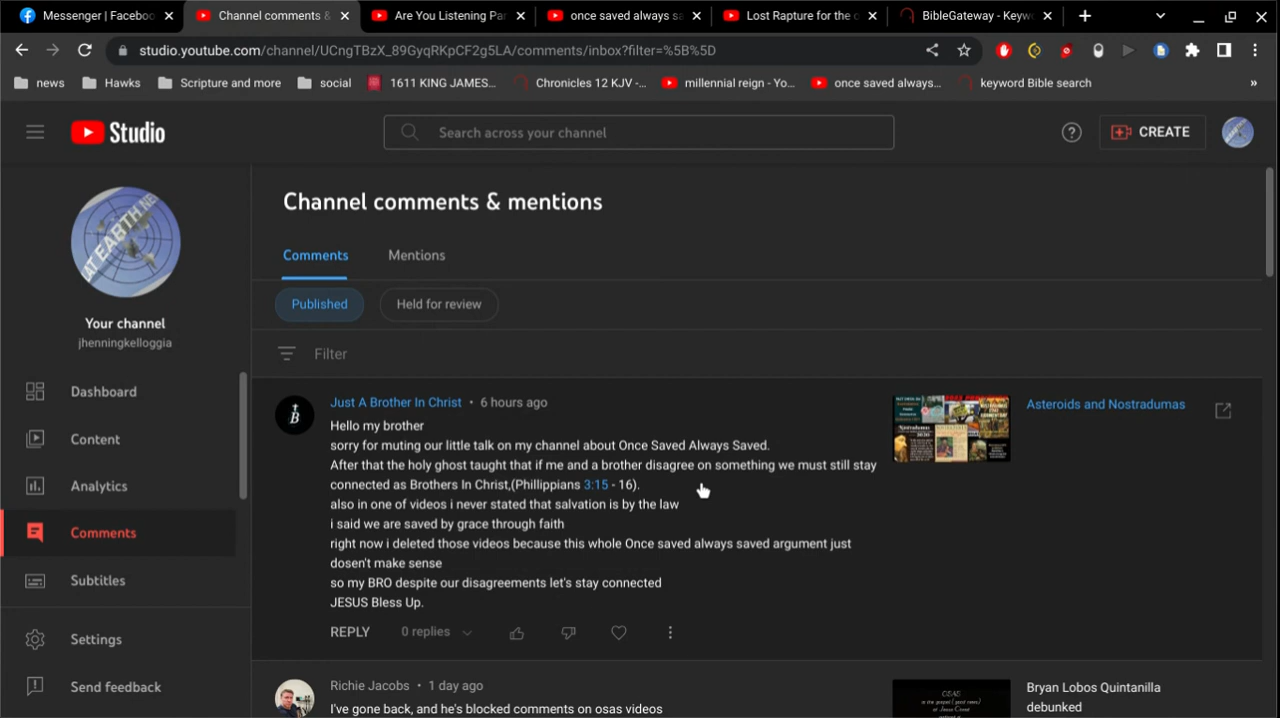 Messenger | Faceboo
Channel comments &
Are You Listening Par
once saved always s
Lost Rapture for the
BibleGateway - Keyw
studio.youtube.com/channel/UCngTBzX_89GyqRKpCF2g5LA/comments/inbox?filter=%5B%5D
news
Hawks
Scripture and more
social
1611 KING JAMES...
Chronicles 12 KJV -...
millennial reign - Yo...
once saved always...
keyword Bible search
»
Studio
Search across your channel
CREATE
AT EARTH NE
Your channel
jhenningkelloggia
Dashboard
Content
Analytics
Comments
Subtitles
Settings
Send feedback
Channel comments & mentions
Comments
Mentions
Published
Held for review
Filter
Just A Brother In Christ • 6 hours ago
Hello my brother
sorry for muting our little talk on my channel about Once Saved Always Saved.
After that the holy ghost taught that if me and a brother disagree on something we must still stay
connected as Brothers In Christ,(Phillippians 3:15 - 16).
also in one of videos i never stated that salvation is by the law
i said we are saved by grace through faith
right now i deleted those videos because this whole Once saved always saved argument just
dosen't make sense
so my BRO despite our disagreements let's stay connected
JESUS Bless Up.
REPLY
0 replies
Asteroids and Nostradumas
Richie Jacobs • 1 day ago
I've gone back, and he's blocked comments on osas videos
OSAS
Bryan Lobos Quintanilla
debunked